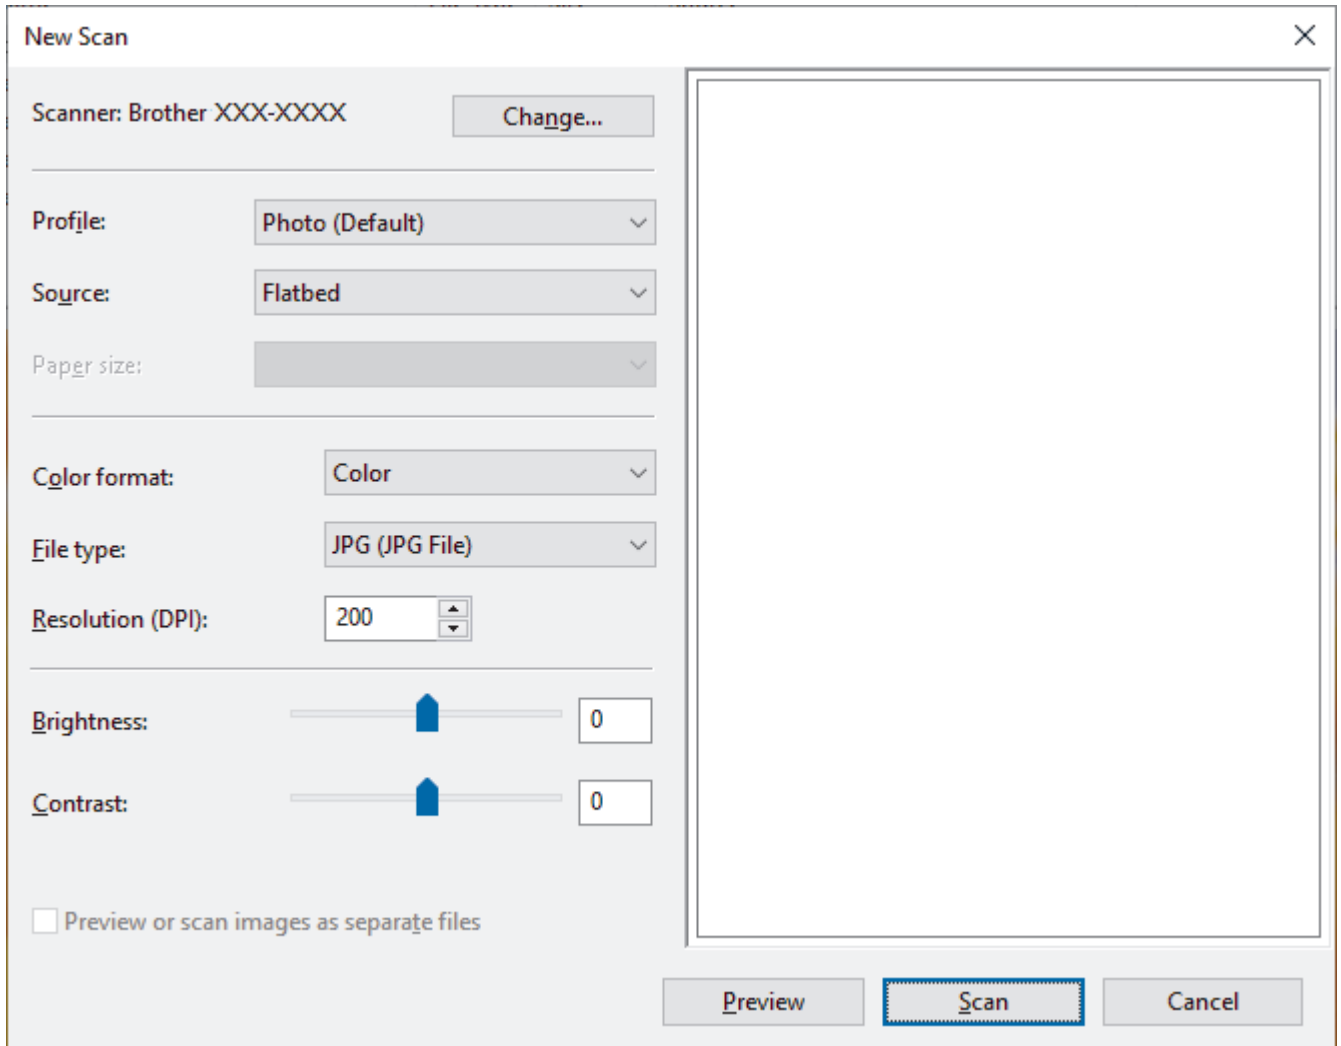 New Scan
Scanner: Brother XXX-XXXX
Change...
Profile: Photo (Default)
Source: Flatbed
Paper size:
Color format: Color
File type: JPG (JPG File)
Resolution (DPI): 200
Brightness: 0
Contrast: 0
Preview or scan images as separate files
Preview Scan Cancel